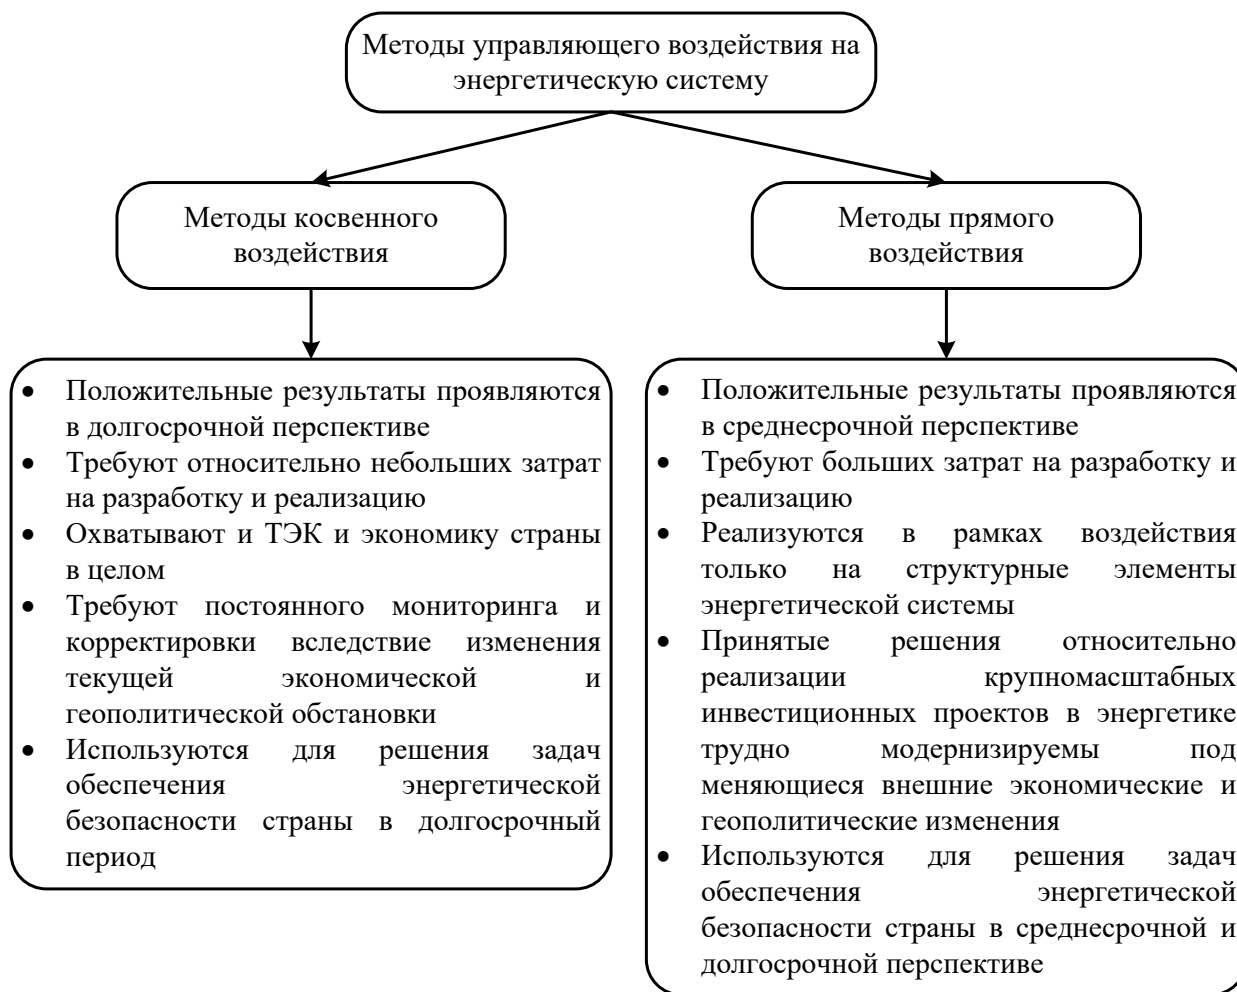 Методы управляющего воздействия на
энергетическую систему
Методы косвенного
воздействия
Методы прямого
воздействия
• Положительные результаты проявляются
в долгосрочной перспективе
• Требуют относительно небольших затрат
на разработку и реализацию
• Охватывают и ТЭК и экономику страны
в целом
• Требуют постоянного мониторинга и
корректировки вследствие изменения
текущей экономической и
геополитической обстановки
• Используются для решения задач
обеспечения энергетической
безопасности страны в долгосрочный
период
• Положительные результаты проявляются
в среднесрочной перспективе
• Требуют больших затрат на разработку и
реализацию
• Реализуются в рамках воздействия
только на структурные элементы
энергетической системы
• Принятые решения относительно
реализации крупномасштабных
инвестиционных проектов в энергетике
трудно модернизируемы под
меняющиеся внешние экономические и
геополитические изменения
• Используются для решения задач
обеспечения энергетической
безопасности страны в среднесрочной и
долгосрочной перспективе